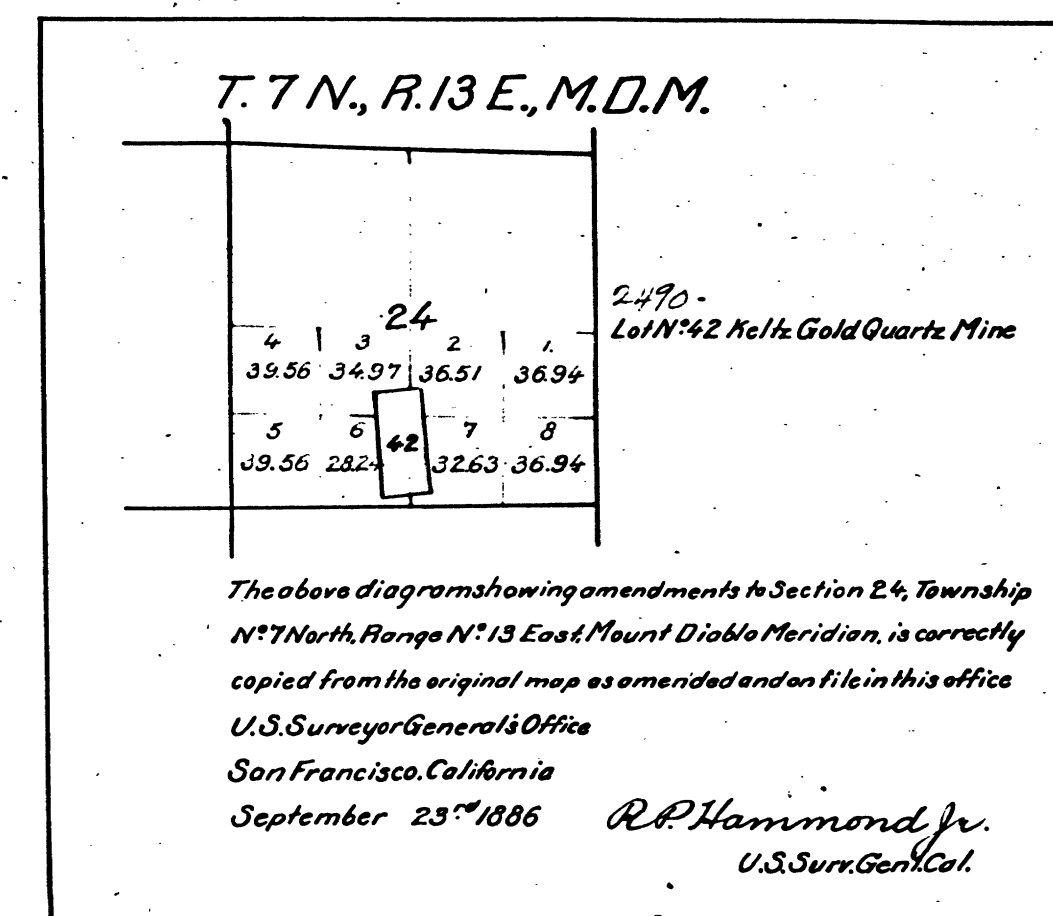 T. 7 N., R. 13 E., M.D.M.
24
2490-
Lot Nº 42 Keltz Gold Quartz Mine
4 3 2 1.
39.56 34.97 36.51 36.94
5 6 42 7 8
39.56 28.24 32.63 36.94
The above diagram showing amendments to Section 24, Township
Nº 7 North, Range Nº 13 East, Mount Diablo Meridian, is correctly
copied from the original map as amended and on file in this office
U.S. Surveyor General's Office
San Francisco, California
September 23rd 1886
R.P. Hammond Jr.
U.S. Surv. Genl. Cal.